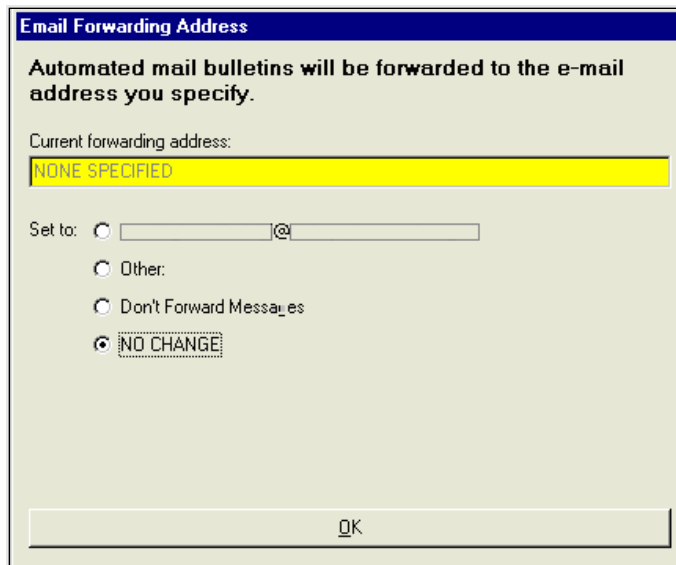 Email Forwarding Address
Automated mail bulletins will be forwarded to the e-mail
address you specify.
Current forwarding address:
NONE SPECIFIED
Set to: @
Other:
Don't Forward Messages
NO CHANGE
OK